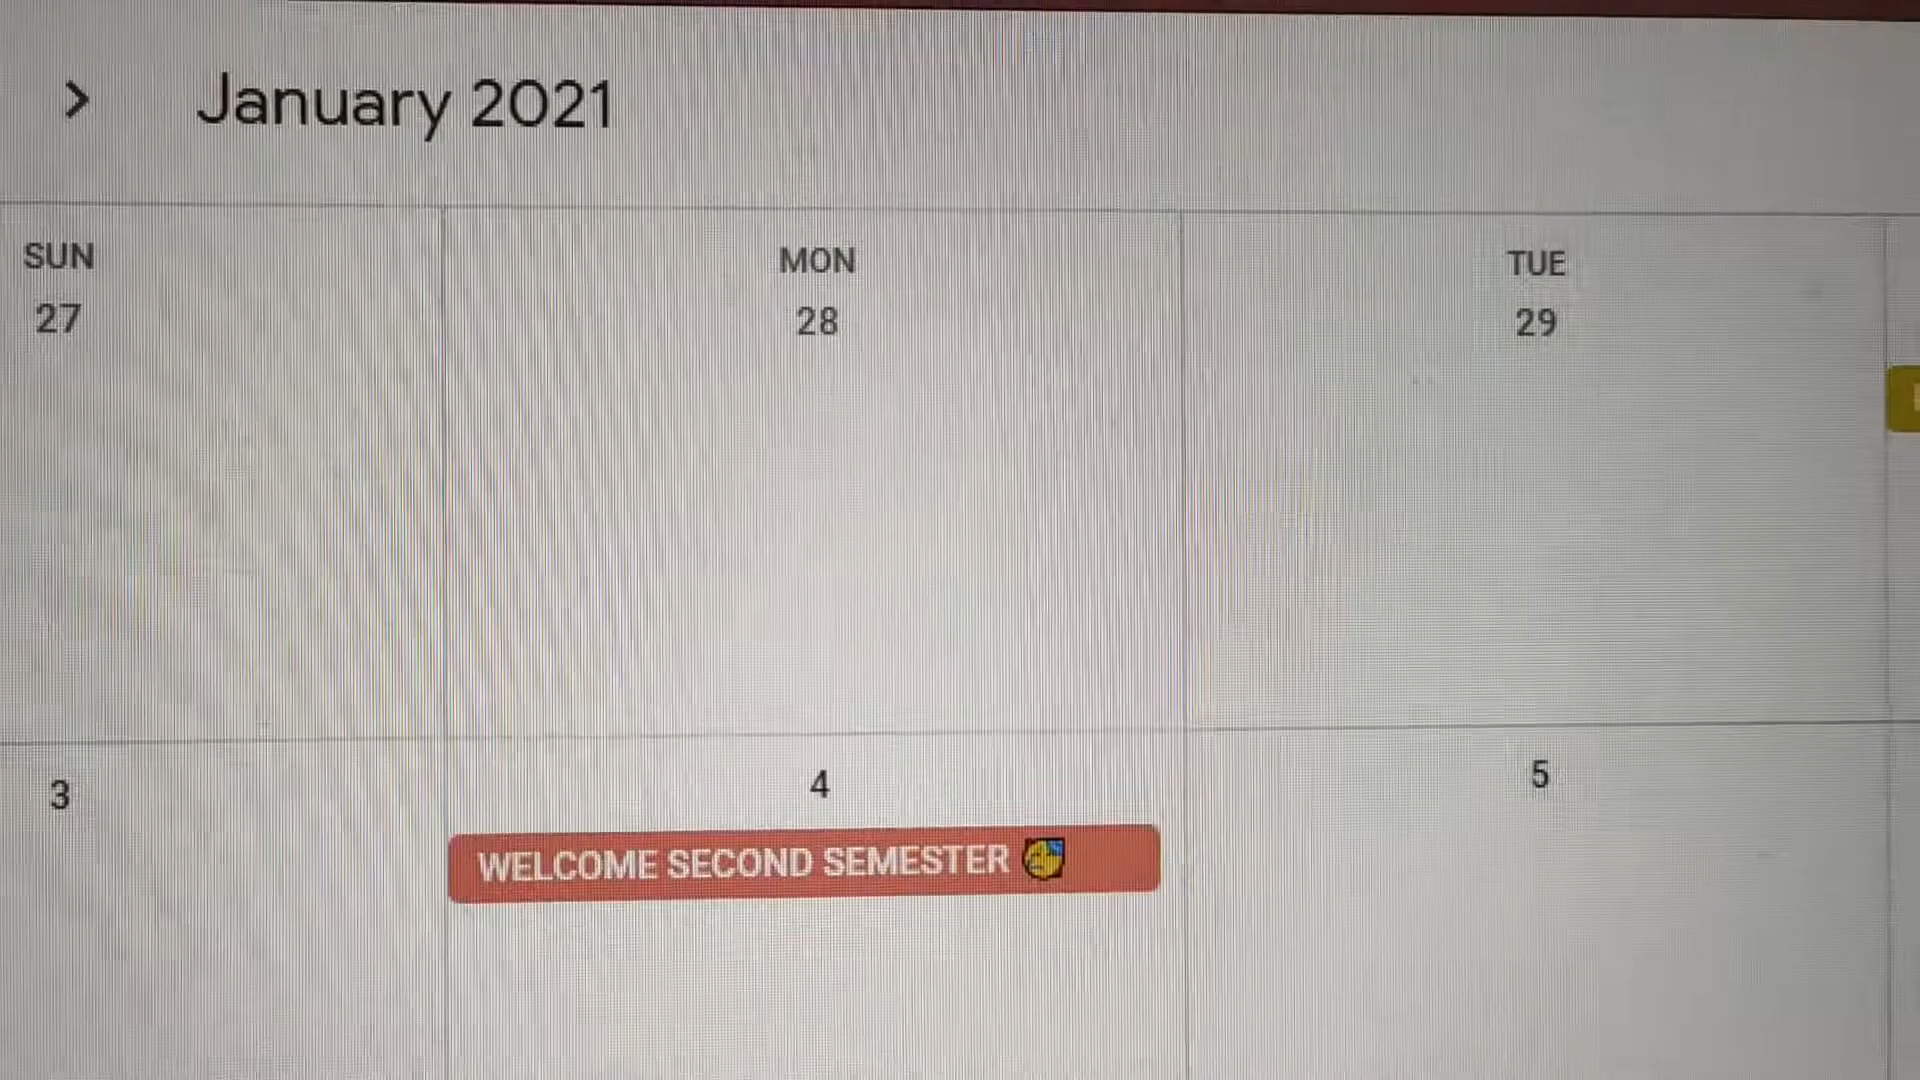 January 2021
SUN MON TUE
27 28 29
3 4 5
WELCOME SECOND SEMESTER 🥳